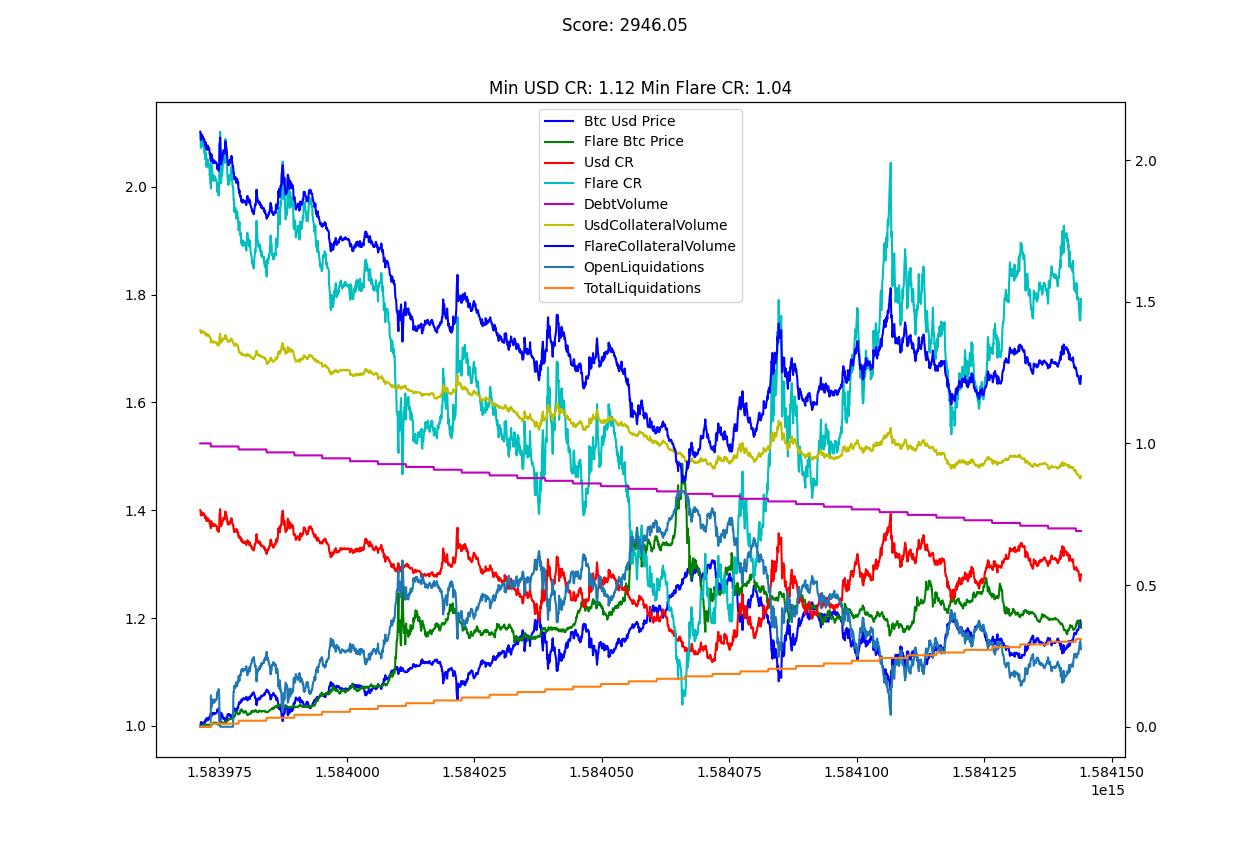 Score: 2946.05
Min USD CR: 1.12 Min Flare CR: 1.04
Btc Usd Price
Flare Btc Price
Usd CR
Flare CR
DebtVolume
UsdCollateralVolume
FlareCollateralVolume
OpenLiquidations
TotalLiquidations
2.0
1.8
1.6
1.4
1.2
1.0
2.0
1.5
1.0
0.5
0.0
1.583975
1.584000
1.584025
1.584050
1.584075
1.584100
1.584125
1.584150
1e15